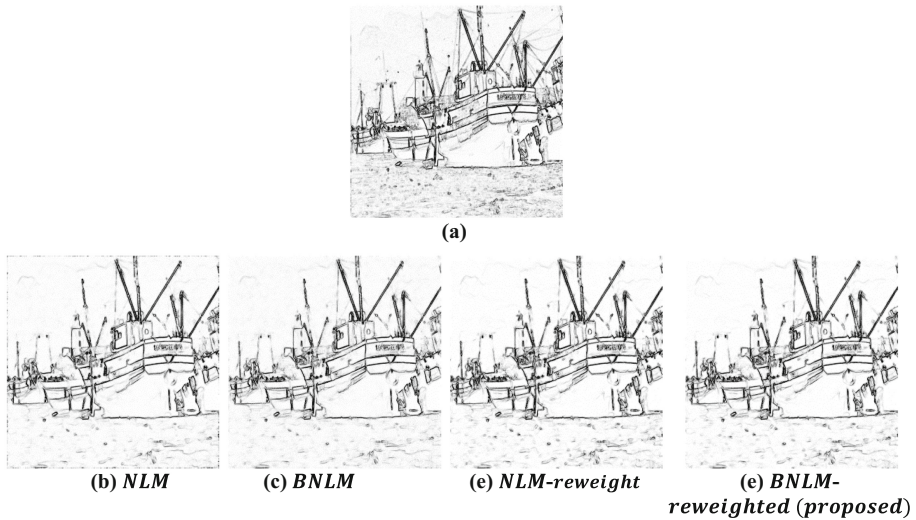 (a)
(b) NLM
(c) BNLM
(e) NLM-reweight
(e) BNLM-
reweighted (proposed)